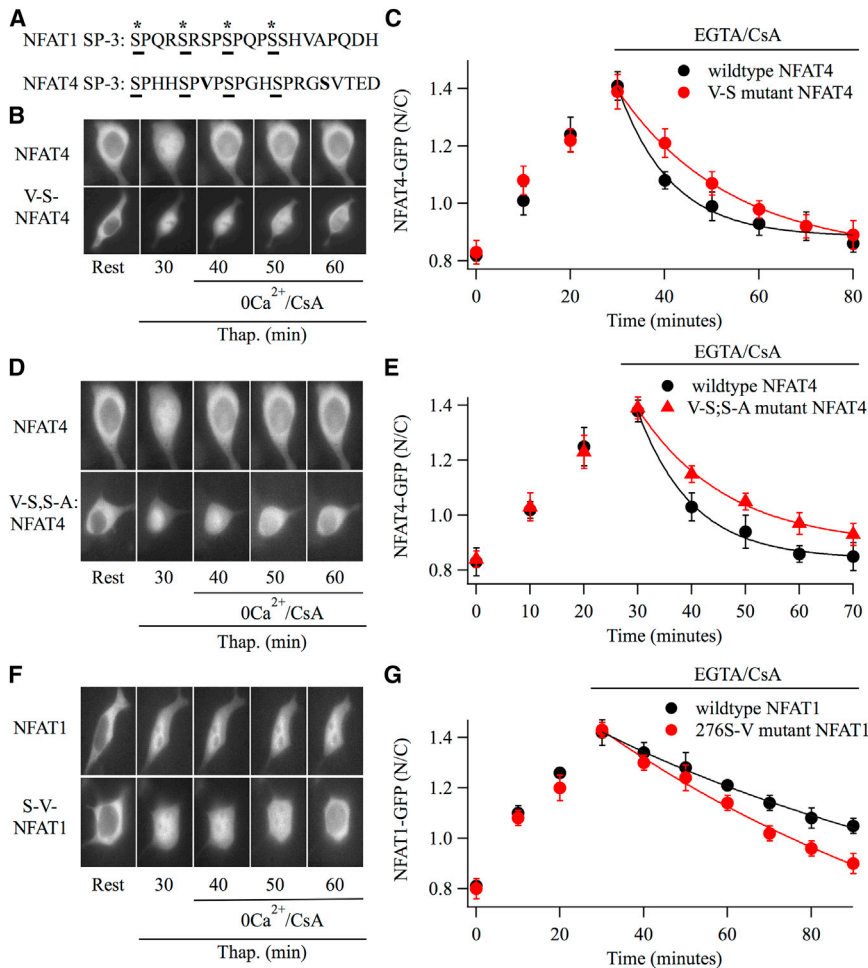 A
* * * *
NFAT1 SP-3: SPQRSRSPSPQPSSHVAPQDH
NFAT4 SP-3: SPHHSPVPSPGHSPRGSVTED
B
NFAT4
V-S-
NFAT4
Rest 30 40 50 60
0Ca²⁺/CsA
Thap. (min)
C
EGTA/CsA
wildtype NFAT4
V-S mutant NFAT4
NFAT4-GFP (N/C)
1.4
1.2
1.0
0.8
0 20 40 60 80
Time (minutes)
D
NFAT4
V-S,S-A:
NFAT4
Rest 30 40 50 60
0Ca²⁺/CsA
Thap. (min)
E
EGTA/CsA
wildtype NFAT4
V-S;S-A mutant NFAT4
NFAT4-GFP (N/C)
1.4
1.2
1.0
0.8
0 10 20 30 40 50 60 70
Time (minutes)
F
NFAT1
S-V-
NFAT1
Rest 30 40 50 60
0Ca²⁺/CsA
Thap. (min)
G
EGTA/CsA
wildtype NFAT1
276S-V mutant NFAT1
NFAT1-GFP (N/C)
1.4
1.2
1.0
0.8
0 20 40 60 80
Time (minutes)